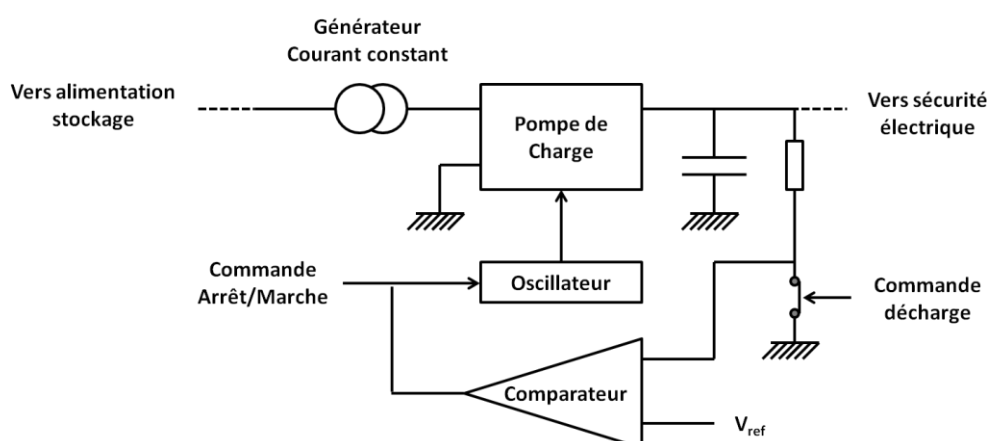 Générateur
Courant constant
Vers alimentation
stockage
Pompe de
Charge
Vers sécurité
électrique
Commande
Arrêt/Marche
Oscillateur
Commande
décharge
Comparateur
Vref